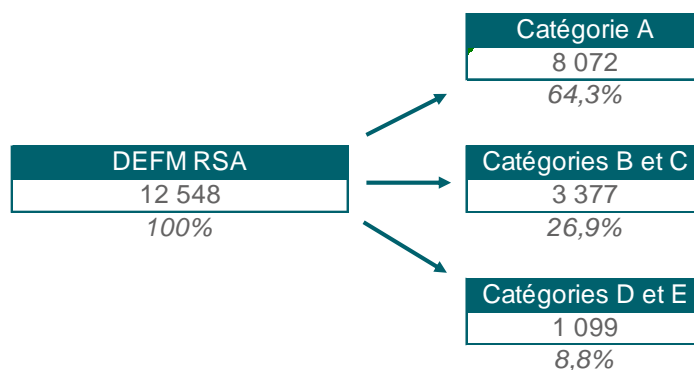 Catégorie A
8 072
64,3%
DEFM RSA
12 548
100%
Catégories B et C
3 377
26,9%
Catégories D et E
1 099
8,8%